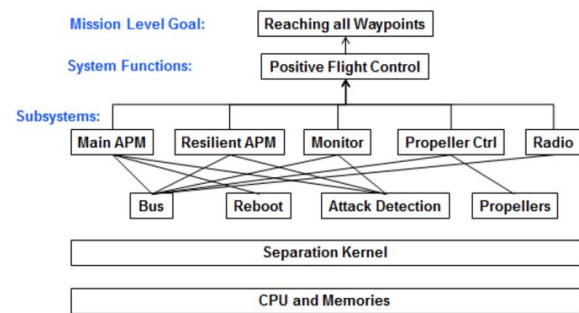 Mission Level Goal: Reaching all Waypoints
System Functions: Positive Flight Control
Subsystems:
Main APM Resilient APM Monitor Propeller Ctrl Radio
Bus Reboot Attack Detection Propellers
Separation Kernel
CPU and Memories